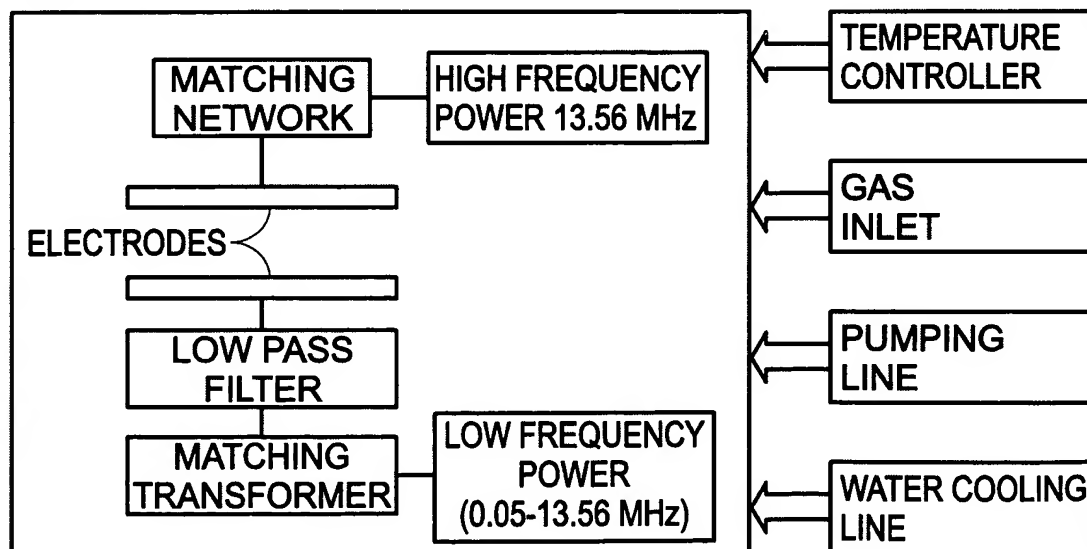 MATCHING
NETWORK
HIGH FREQUENCY
POWER 13.56 MHz
ELECTRODES
LOW PASS
FILTER
MATCHING
TRANSFORMER
LOW FREQUENCY
POWER
(0.05-13.56 MHz)
TEMPERATURE
CONTROLLER
GAS
INLET
PUMPING
LINE
WATER COOLING
LINE